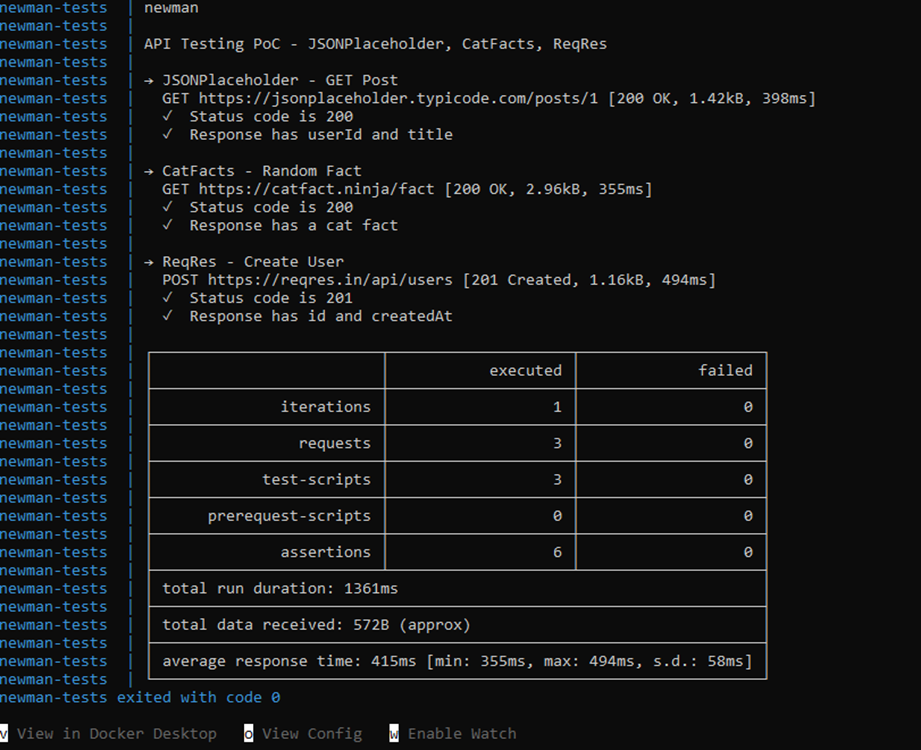 newman-tests | newman
newman-tests |
newman-tests | API Testing PoC - JSONPlaceholder, CatFacts, ReqRes
newman-tests |
newman-tests | → JSONPlaceholder - GET Post
newman-tests | GET https://jsonplaceholder.typicode.com/posts/1 [200 OK, 1.42kB, 398ms]
newman-tests | ✓ Status code is 200
newman-tests | ✓ Response has userId and title
newman-tests |
newman-tests | → CatFacts - Random Fact
newman-tests | GET https://catfact.ninja/fact [200 OK, 2.96kB, 355ms]
newman-tests | ✓ Status code is 200
newman-tests | ✓ Response has a cat fact
newman-tests |
newman-tests | → ReqRes - Create User
newman-tests | POST https://reqres.in/api/users [201 Created, 1.16kB, 494ms]
newman-tests | ✓ Status code is 201
newman-tests | ✓ Response has id and createdAt
newman-tests |
newman-tests |
newman-tests | executed failed
newman-tests |
newman-tests | iterations 1 0
newman-tests |
newman-tests | requests 3 0
newman-tests |
newman-tests | test-scripts 3 0
newman-tests |
newman-tests | prerequest-scripts 0 0
newman-tests |
newman-tests | assertions 6 0
newman-tests |
newman-tests | total run duration: 1361ms
newman-tests |
newman-tests | total data received: 572B (approx)
newman-tests |
newman-tests | average response time: 415ms [min: 355ms, max: 494ms, s.d.: 58ms]
newman-tests |
newman-tests exited with code 0
v View in Docker Desktop o View Config w Enable Watch